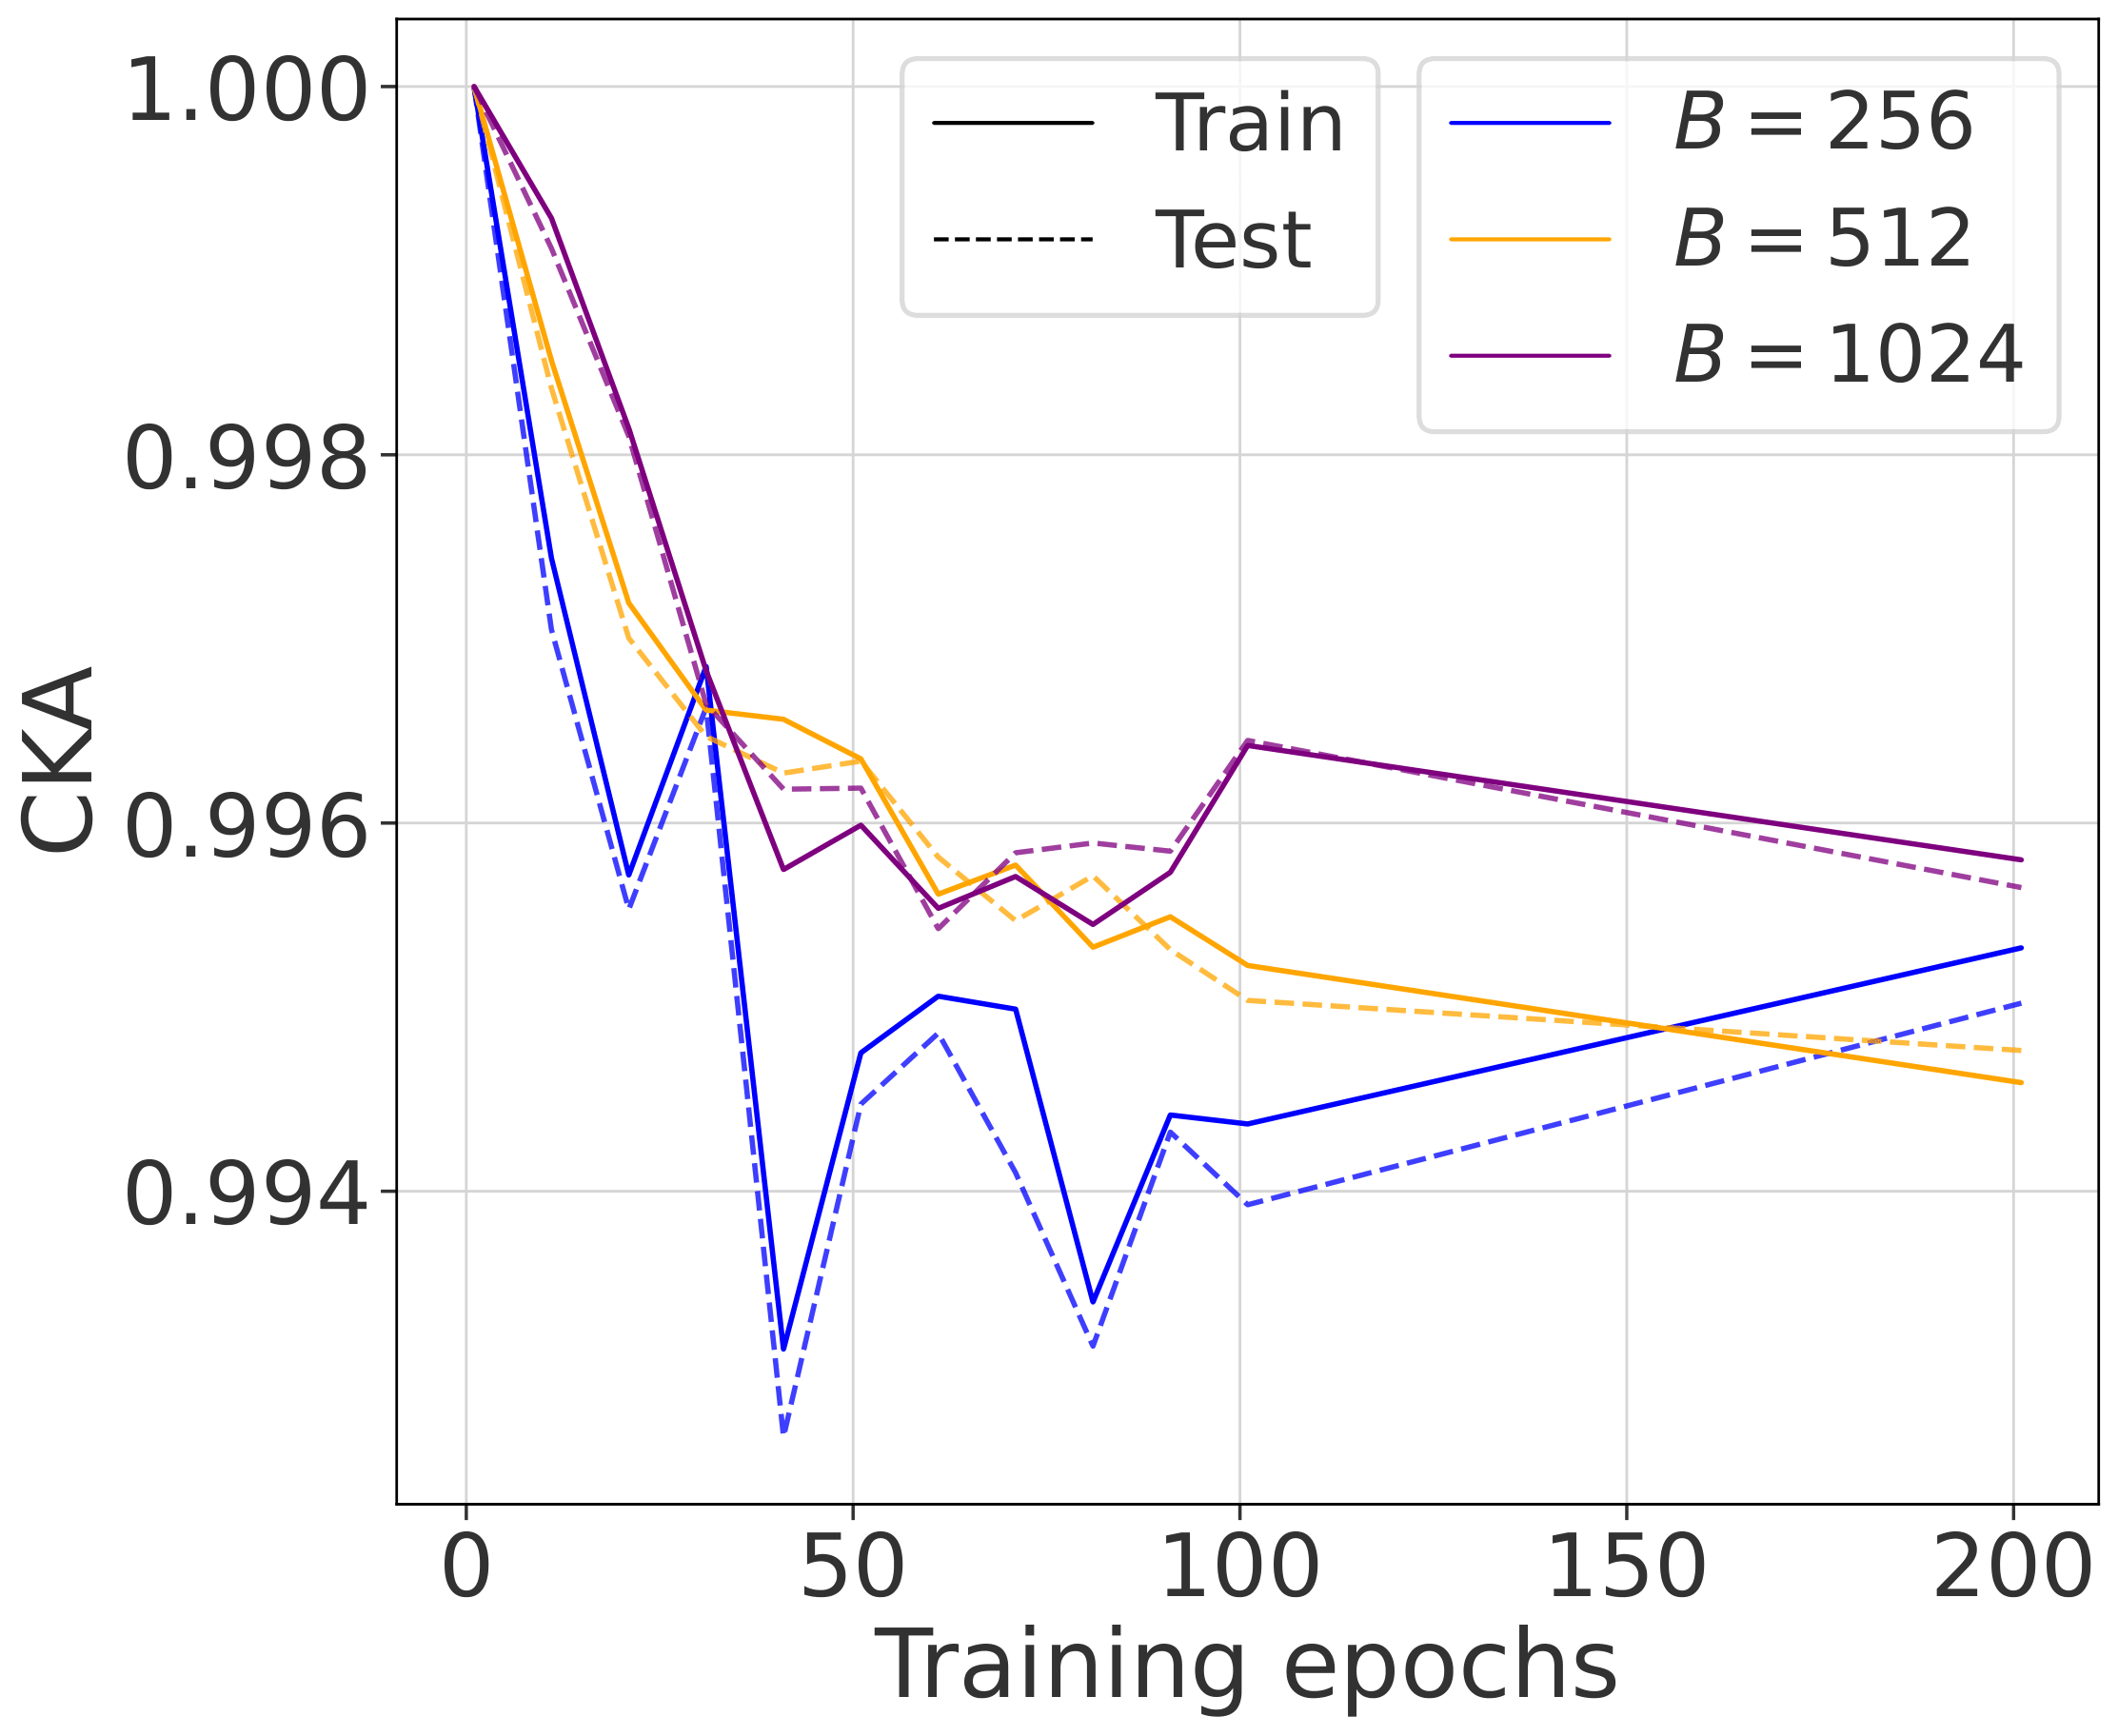 CKA
1.000
0.998
0.996
0.994
Train
Test
B = 256
B = 512
B = 1024
0 50 100 150 200
Training epochs